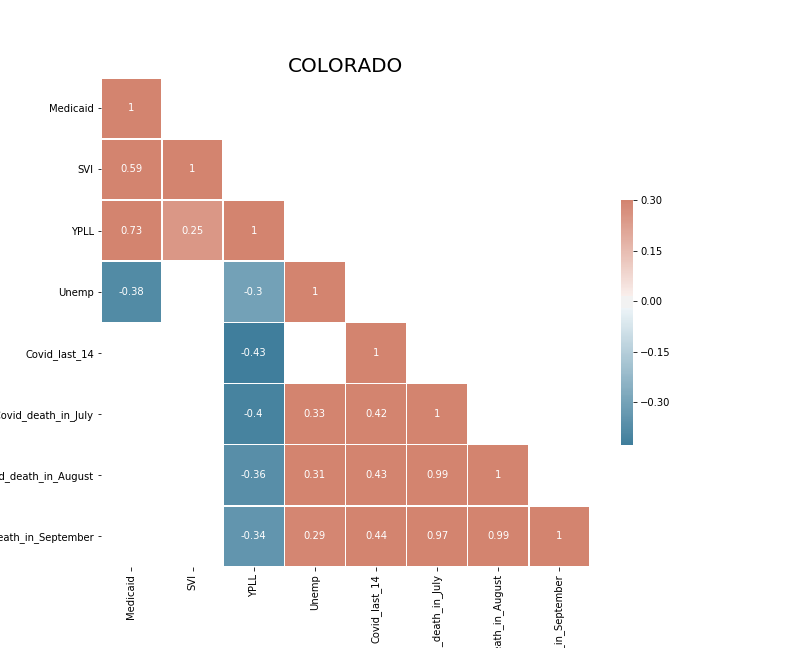 COLORADO
Medicaid 1
SVI 0.59 1
YPLL 0.73 0.25 1
Unemp -0.38 -0.3 1
Covid_last_14 -0.43 1
ovid_death_in_July -0.4 0.33 0.42 1
d_death_in_August -0.36 0.31 0.43 0.99 1
eath_in_September -0.34 0.29 0.44 0.97 0.99 1
Medicaid
SVI
YPLL
Unemp
Covid_last_14
_death_in_July
eath_in_August
_in_September
0.30
0.15
0.00
−0.15
−0.30